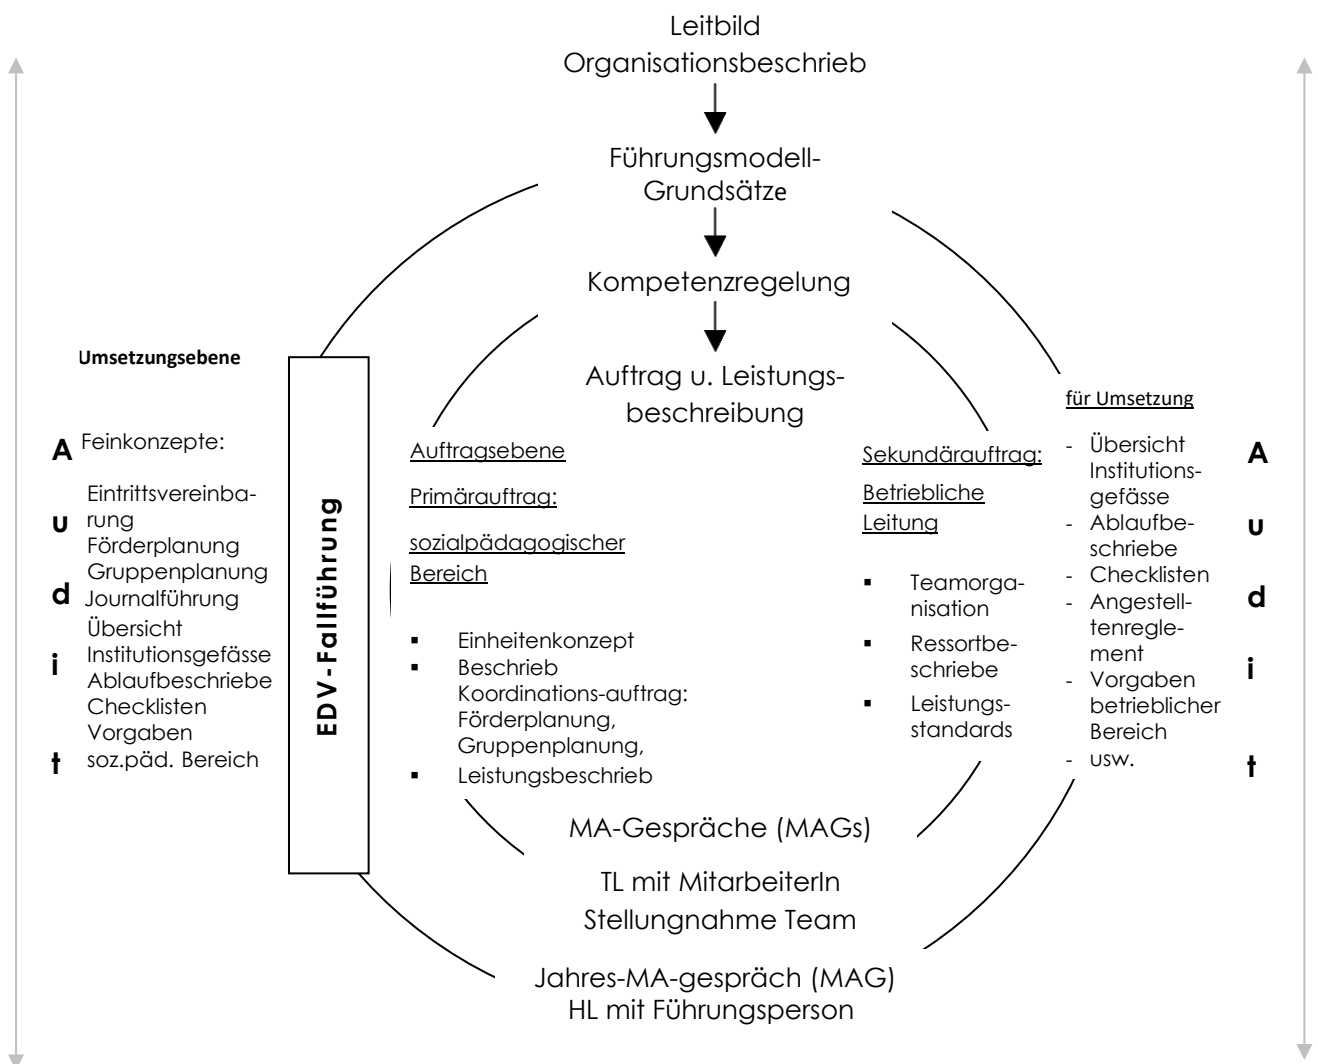 Leitbild
Organisationsbeschrieb
Führungsmodell-
Grundsätze
Kompetenzregelung
Auftrag u. Leistungs-
beschreibung
Umsetzungsebene
Feinkonzepte:
Eintrittsvereinba-
rung
Förderplanung
Gruppenplanung
Journalführung
Übersicht
Institutionsgefässe
Ablaufbeschriebe
Checklisten
Vorgaben
soz.päd. Bereich
A
u
d
i
t
EDV-Fallführung
Auftragsebene
Primärauftrag:
sozialpädagogischer
Bereich
▪ Einheitenkonzept
▪ Beschrieb
Koordinations-auftrag:
Förderplanung,
Gruppenplanung,
▪ Leistungsbeschrieb
Sekundärauftrag:
Betriebliche
Leitung
▪ Teamorga-
nisation
▪ Ressortbe-
schriebe
▪ Leistungs-
standards
für Umsetzung
- Übersicht
Institutions-
gefässe
- Ablaufbe-
schriebe
- Checklisten
- Angestell-
tenregle-
ment
- Vorgaben
betrieblicher
Bereich
- usw.
A
u
d
i
t
MA-Gespräche (MAGs)
TL mit MitarbeiterIn
Stellungnahme Team
Jahres-MA-gespräch (MAG)
HL mit Führungsperson